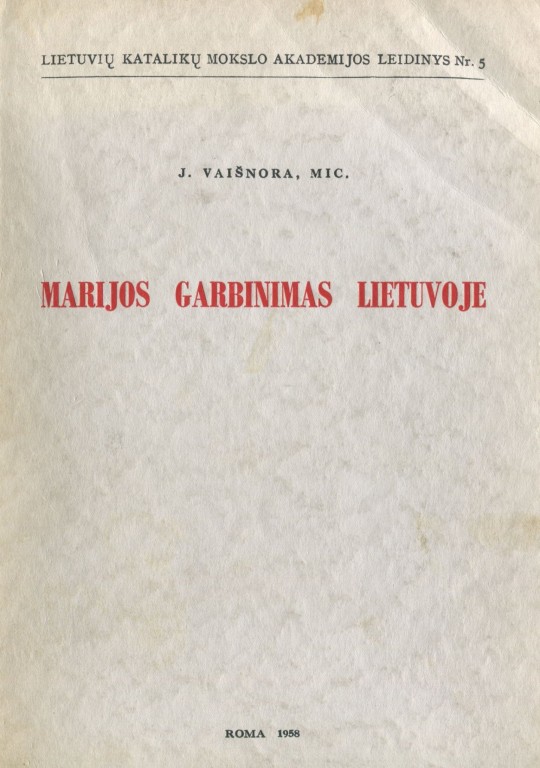 LIETUVIŲ KATALIKŲ MOKSLO AKADEMIJOS LEIDINYS Nr. 5
J. VAIŠNORA, MIC.
MARIJOS GARBINIMAS LIETUVOJE
ROMA 1958